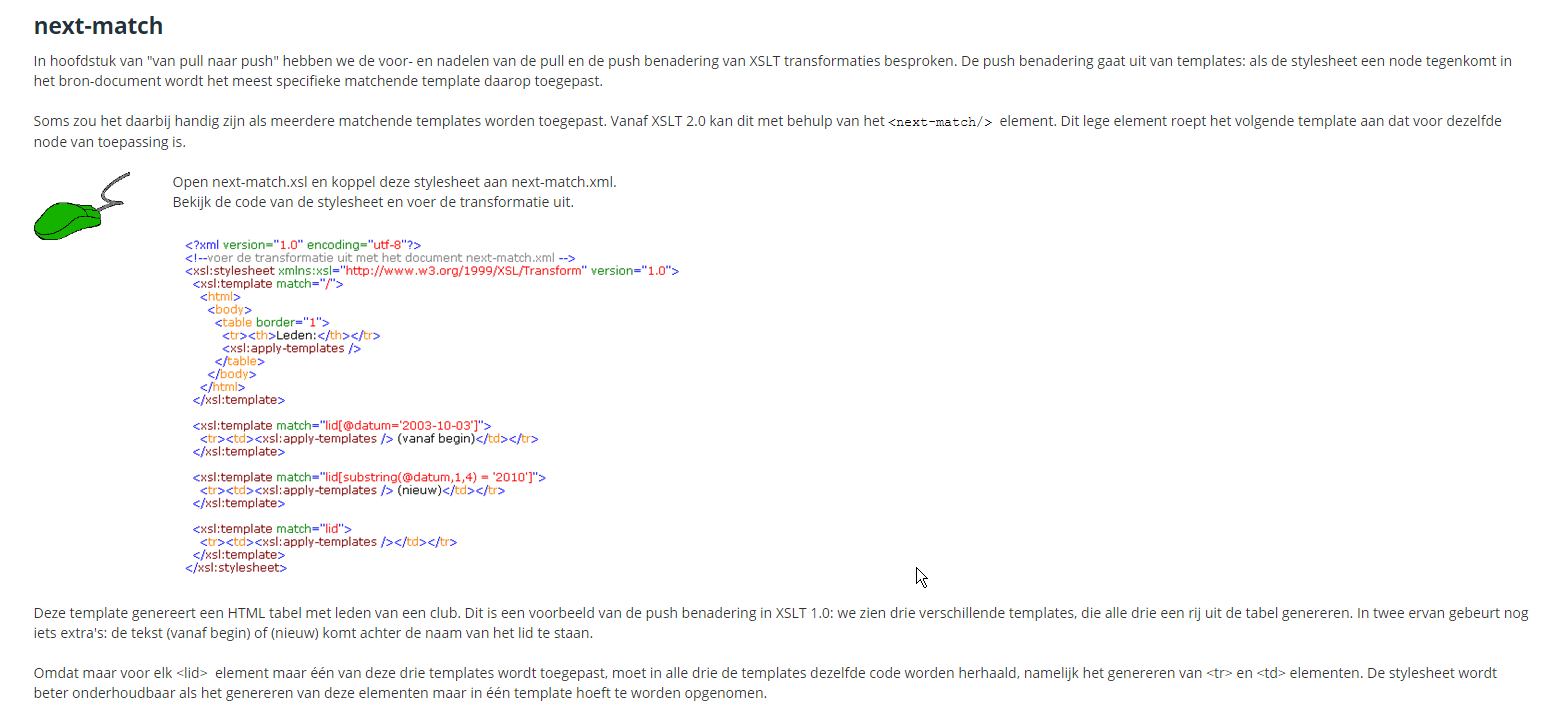 next-match
In hoofdstuk van "van pull naar push" hebben we de voor- en nadelen van de pull en de push benadering van XSLT transformaties besproken. De push benadering gaat uit van templates: als de stylesheet een node tegenkomt in
het bron-document wordt het meest specifieke matchende template daarop toegepast.
Soms zou het daarbij handig zijn als meerdere matchende templates worden toegepast. Vanaf XSLT 2.0 kan dit met behulp van het <next-match/> element. Dit lege element roept het volgende template aan dat voor dezelfde
node van toepassing is.
Open next-match.xsl en koppel deze stylesheet aan next-match.xml.
Bekijk de code van de stylesheet en voer de transformatie uit.
<?xml version="1.0" encoding="utf-8"?>
<!--voer de transformatie uit met het document next-match.xml -->
<xsl:stylesheet xmlns:xsl="http://www.w3.org/1999/XSL/Transform" version="1.0">
<xsl:template match="/">
<html>
<body>
<table border="1">
<tr><th>Leden:</th></tr>
<xsl:apply-templates />
</table>
</body>
</html>
</xsl:template>
<xsl:template match="lid[@datum='2003-10-03']">
<tr><td><xsl:apply-templates /> (vanaf begin)</td></tr>
</xsl:template>
<xsl:template match="lid[substring(@datum,1,4) = '2010']">
<tr><td><xsl:apply-templates /> (nieuw)</td></tr>
</xsl:template>
<xsl:template match="lid">
<tr><td><xsl:apply-templates /></td></tr>
</xsl:template>
</xsl:stylesheet>
Deze template genereert een HTML tabel met leden van een club. Dit is een voorbeeld van de push benadering in XSLT 1.0: we zien drie verschillende templates, die alle drie een rij uit de tabel genereren. In twee ervan gebeurt nog
iets extra's: de tekst (vanaf begin) of (nieuw) komt achter de naam van het lid te staan.
Omdat maar voor elk <lid> element maar één van deze drie templates wordt toegepast, moet in alle drie de templates dezelfde code worden herhaald, namelijk het genereren van <tr> en <td> elementen. De stylesheet wordt
beter onderhoudbaar als het genereren van deze elementen maar in één template hoeft te worden opgenomen.